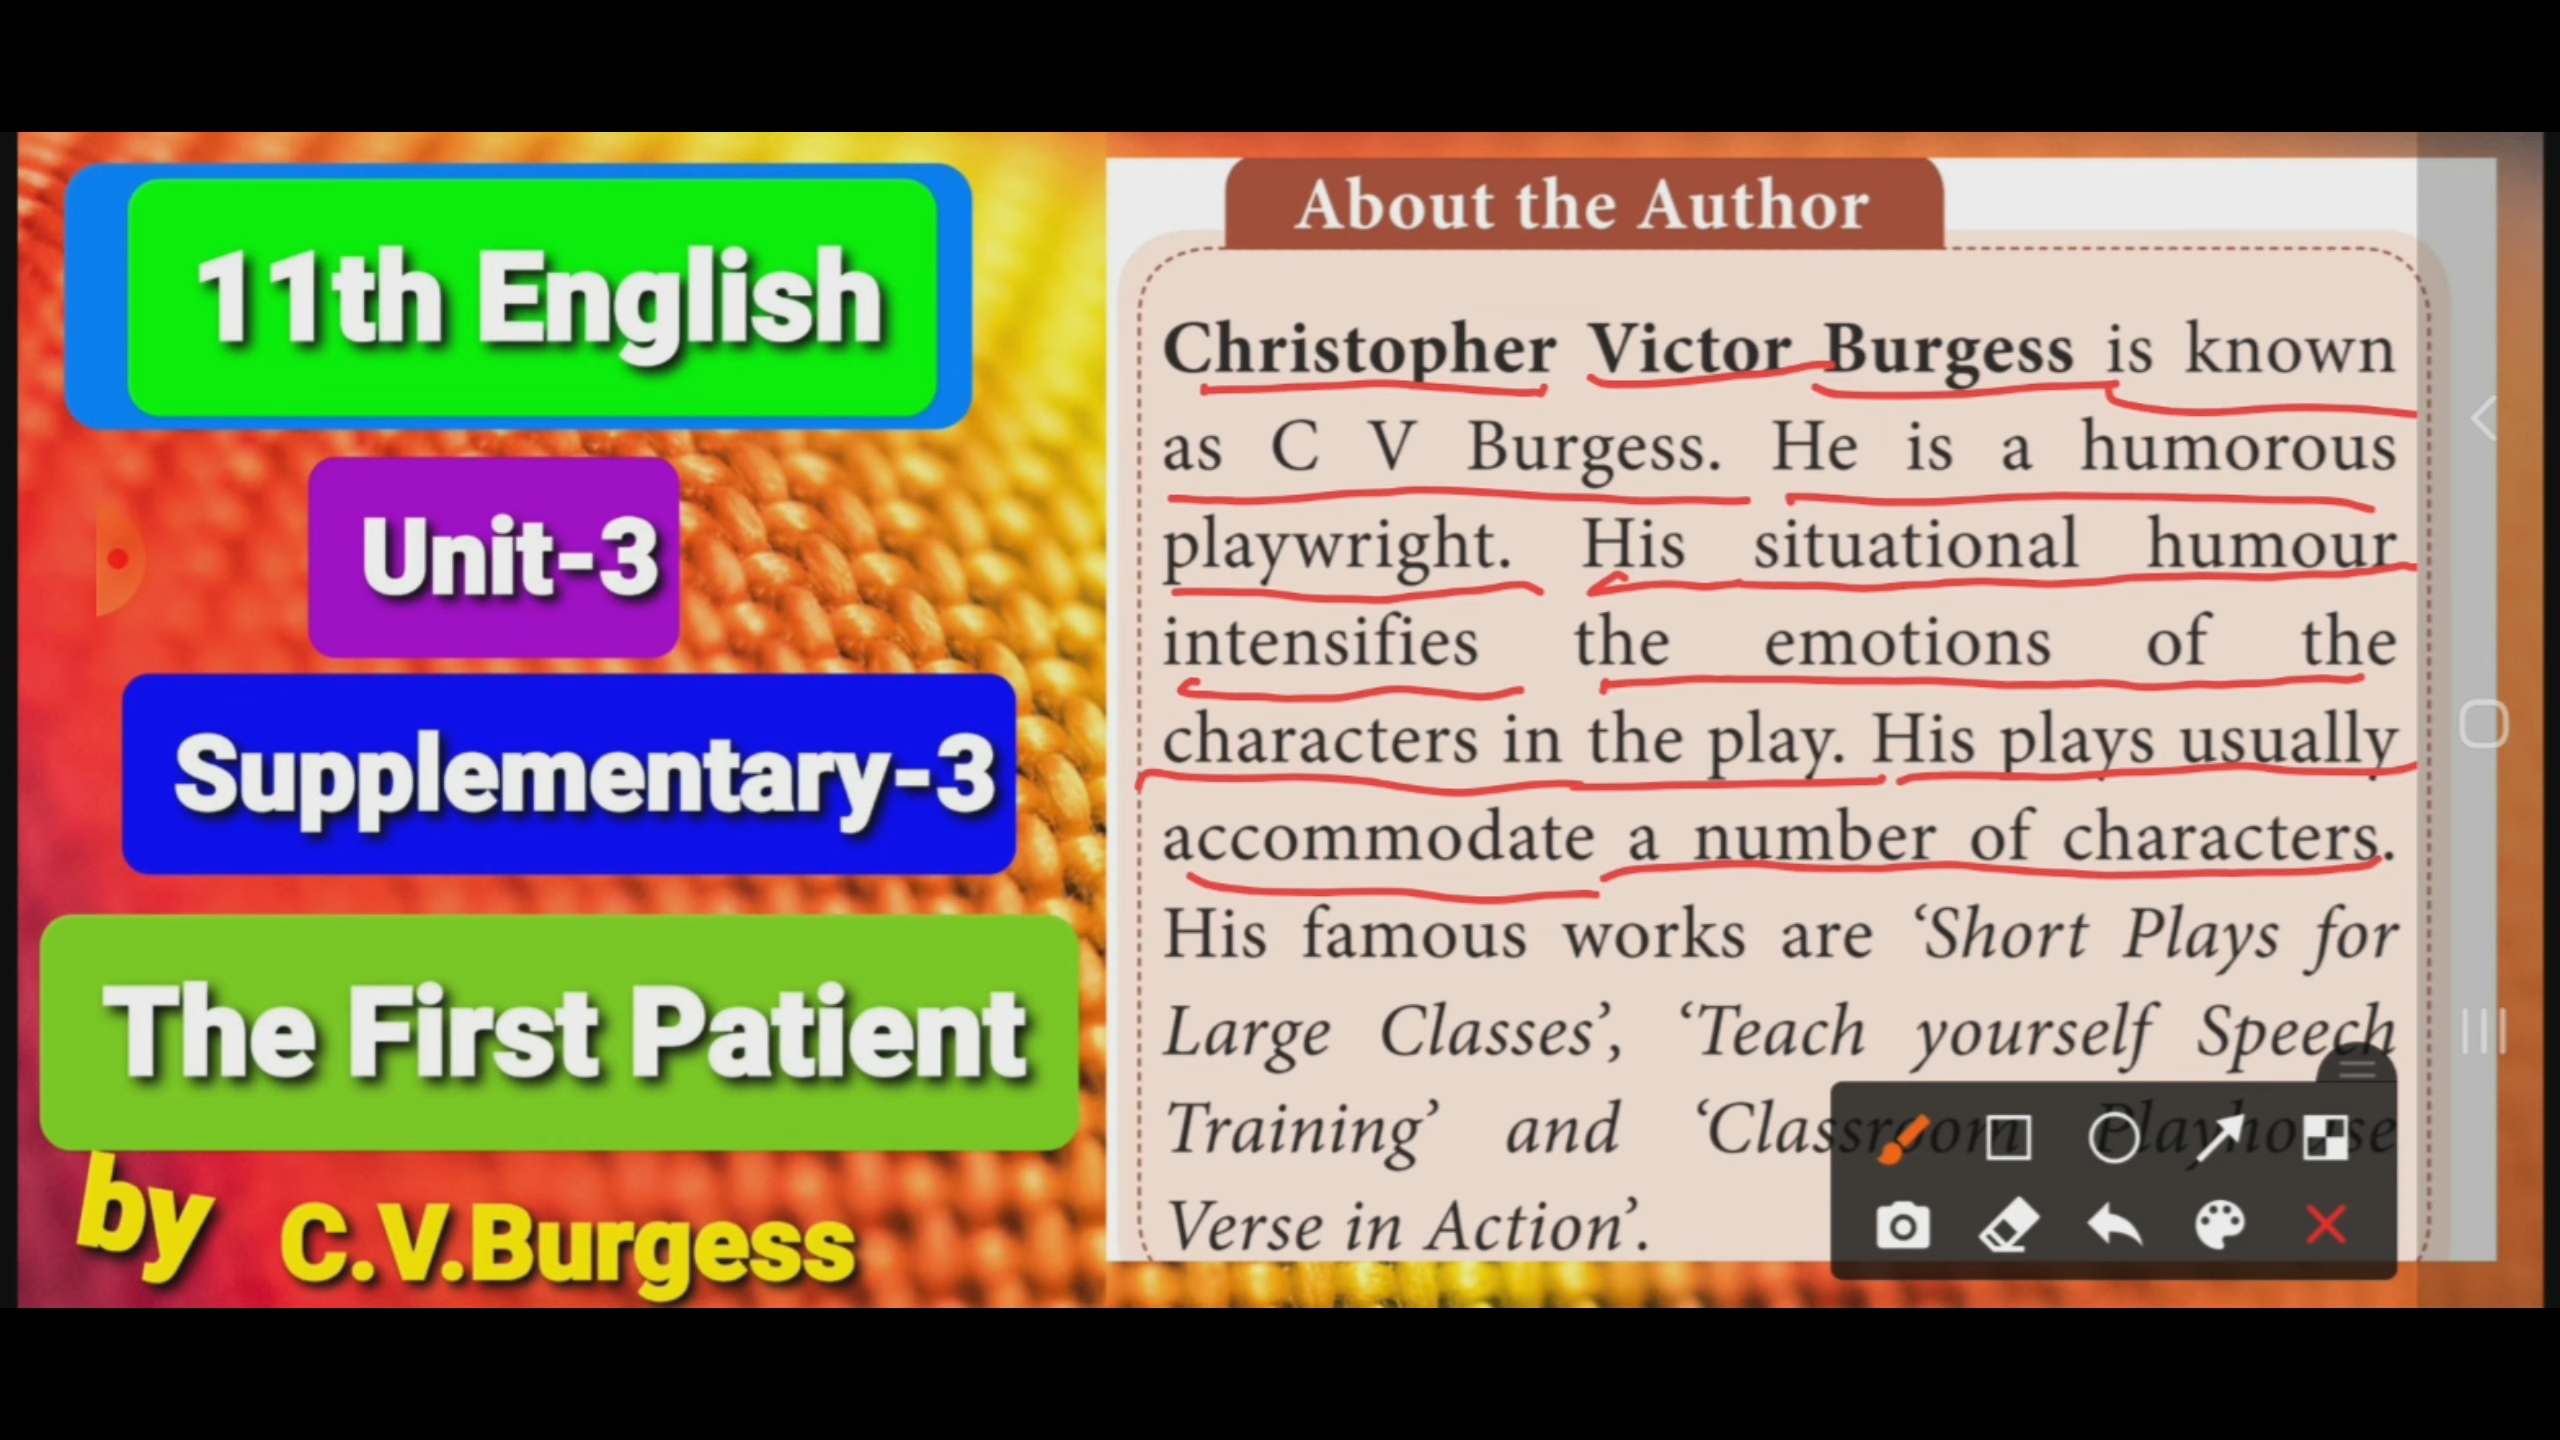 11th English
Unit-3
Supplementary-3
The First Patient
by C.V.Burgess
About the Author
Christopher Victor Burgess is known
as C V Burgess. He is a humorous
playwright. His situational humour
intensifies the emotions of the
characters in the play. His plays usually
accommodate a number of characters.
His famous works are ‘Short Plays for
Large Classes’, ‘Teach yourself Speech
Training’ and ‘Classroom Playhouse
Verse in Action’.